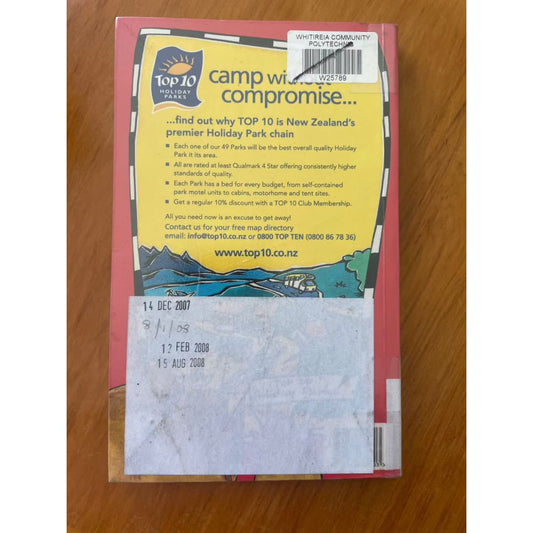 WHITIREIA COMMUNITY
POLYTECHNIC
W25789
Top 10
HOLIDAY
PARKS
camp without
compromise...
...find out why TOP 10 is New Zealand's
premier Holiday Park chain
Each one of our 49 Parks will be the best overall quality Holiday
Park it its area.
All are rated at least Qualmark 4 Star offering consistently higher
standards of quality.
Each Park has a bed for every budget, from self-contained
park motel units to cabins, motorhome and tent sites.
Get a regular 10% discount with a TOP 10 Club Membership.
All you need now is an excuse to get away!
Contact us for your free map directory
email: info@top10.co.nz or 0800 TOP TEN (0800 86 78 36)
www.top10.co.nz
14 DEC 2007
8/1/08
12 FEB 2008
15 AUG 2008